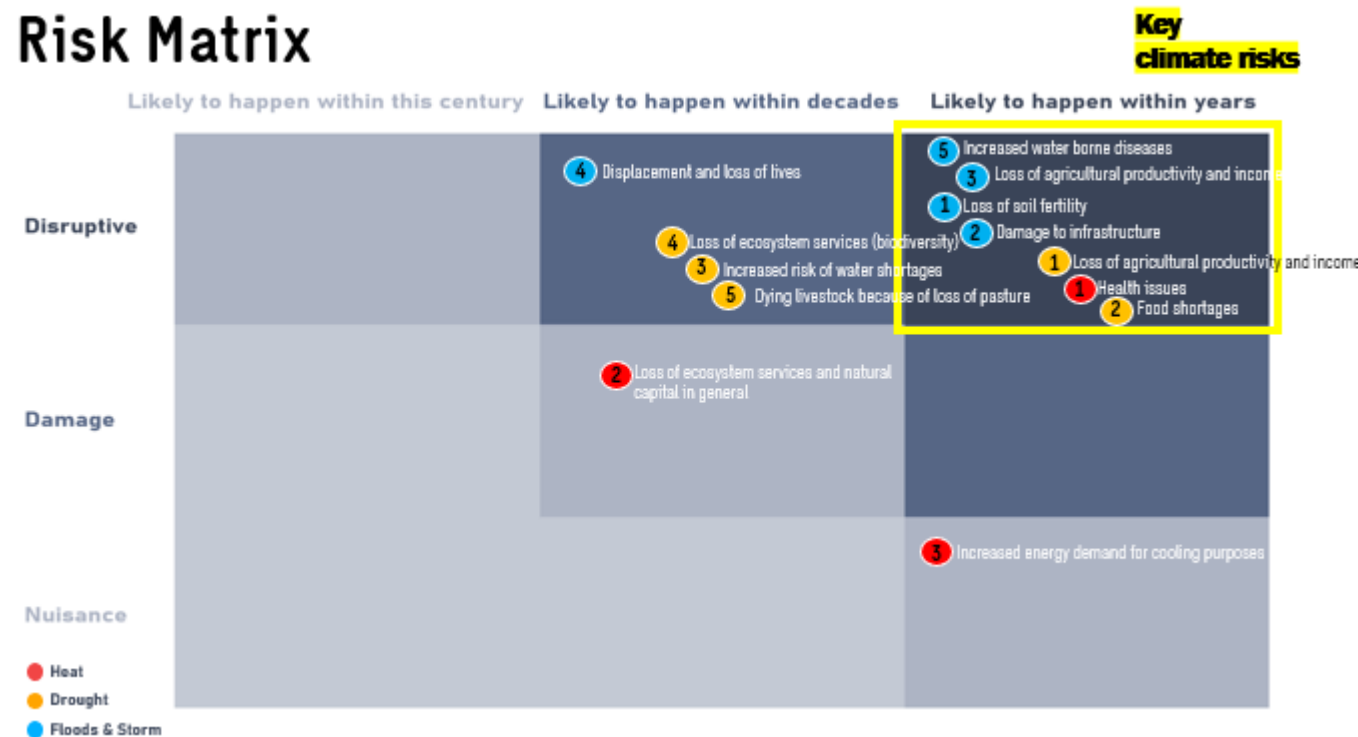 Risk Matrix
Key
climate risks
Likely to happen within this century
Likely to happen within decades
Likely to happen within years
Disruptive
4 Displacement and loss of lives
4 Loss of ecosystem services (biodiversity)
3 Increased risk of water shortages
5 Dying livestock because of loss of pasture
5 Increased water borne diseases
3 Loss of agricultural productivity and income
1 Loss of soil fertility
2 Damage to infrastructure
1 Loss of agricultural productivity and income
1 Health issues
2 Food shortages
Damage
2 Loss of ecosystem services and natural
capital in general
3 Increased energy demand for cooling purposes
Nuisance
Heat
Drought
Floods & Storm